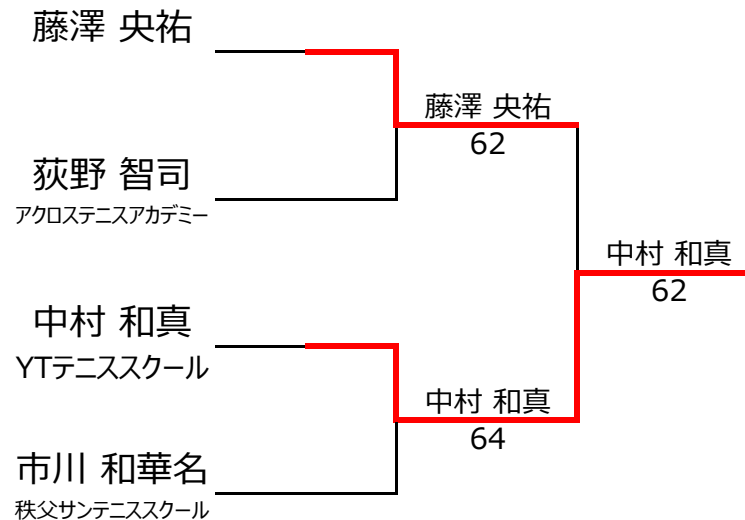 藤澤 央祐
荻野 智司
アクロステニスアカデミー
中村 和真
YTテニススクール
市川 和華名
秩父サンテニススクール
藤澤 央祐
62
中村 和真
64
中村 和真
62